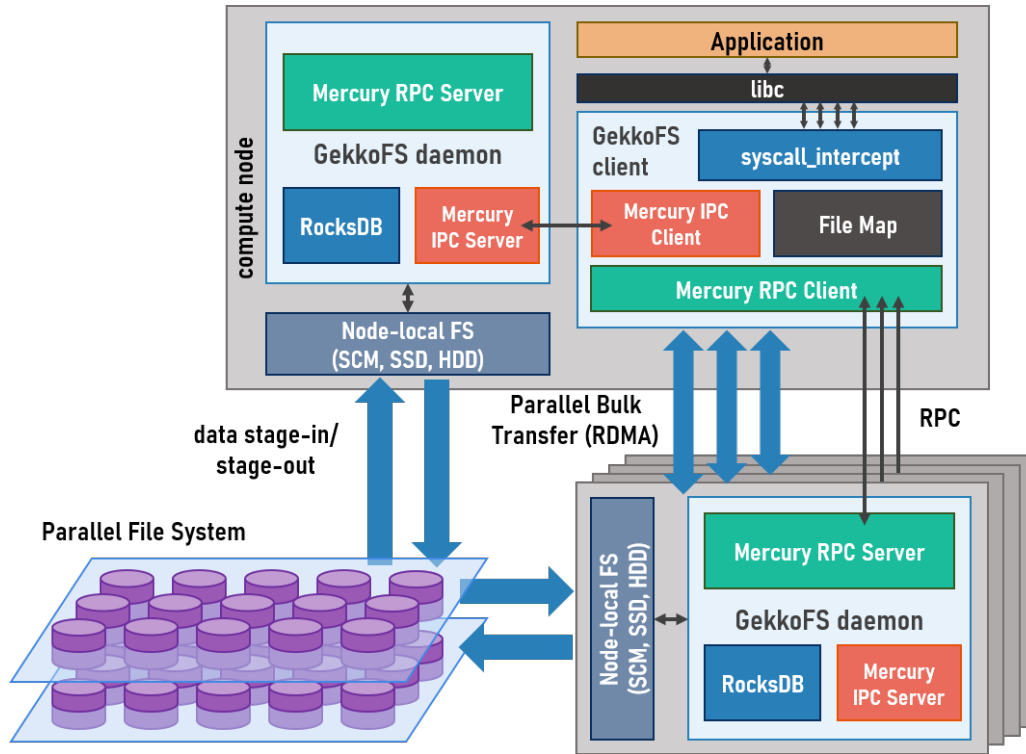 compute node
Mercury RPC Server
GekkoFS daemon
RocksDB
Mercury
IPC Server
Node-local FS
(SCM, SSD, HDD)
Application
libc
GekkoFS
client
syscall_intercept
Mercury IPC
Client
File Map
Mercury RPC Client
data stage-in/
stage-out
Parallel Bulk
Transfer (RDMA)
RPC
Parallel File System
Node-local FS
(SCM, SSD, HDD)
Mercury RPC Server
GekkoFS daemon
RocksDB
Mercury
IPC Server